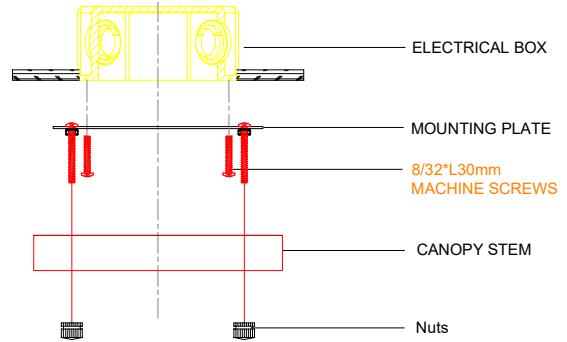 ELECTRICAL BOX
MOUNTING PLATE
8/32*L30mm
MACHINE SCREWS
CANOPY STEM
Nuts